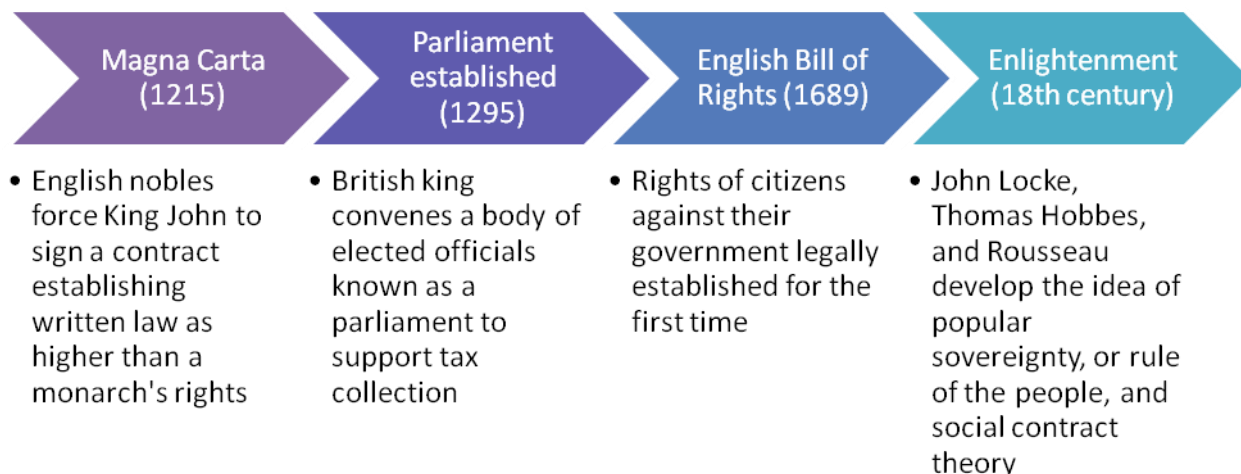 Magna Carta
(1215)
Parliament
established
(1295)
English Bill of
Rights (1689)
Enlightenment
(18th century)
• English nobles
force King John to
sign a contract
establishing
written law as
higher than a
monarch's rights
• British king
convenes a body of
elected officials
known as a
parliament to
support tax
collection
• Rights of citizens
against their
government legally
established for the
first time
• John Locke,
Thomas Hobbes,
and Rousseau
develop the idea of
popular
sovereignty, or rule
of the people, and
social contract
theory